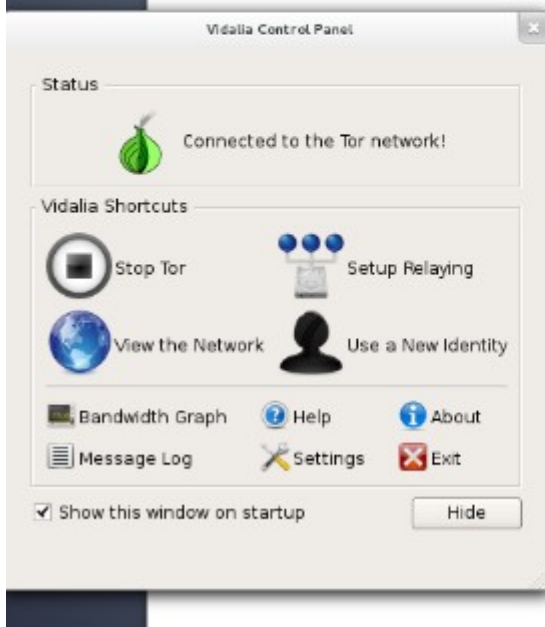 Vidalia Control Panel
Status
Connected to the Tor network!
Vidalia Shortcuts
Stop Tor
Setup Relaying
View the Network
Use a New Identity
Bandwidth Graph
Help
About
Message Log
Settings
Exit
Show this window on startup
Hide